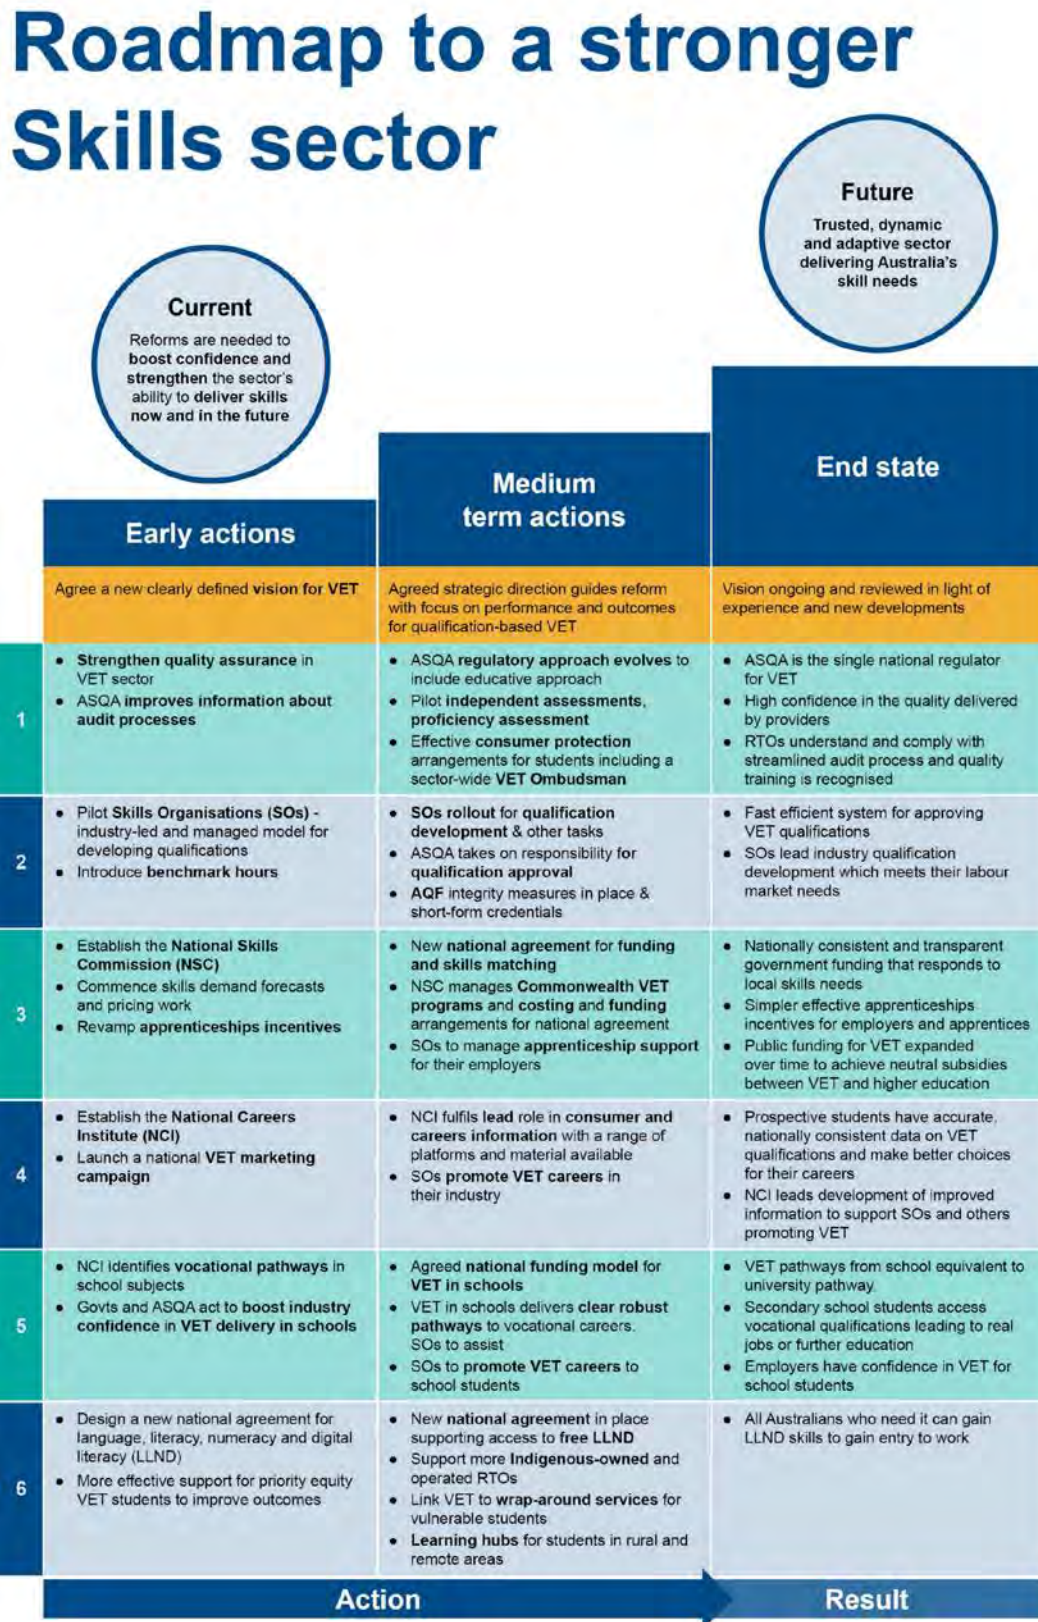 Roadmap to a stronger
Skills sector
Future
Trusted, dynamic
and adaptive sector
delivering Australia's
skill needs
Current
Reforms are needed to
boost confidence and
strengthen the sector's
ability to deliver skills
now and in the future
Early actions
Medium
term actions
End state
Agree a new clearly defined vision for VET
Agreed strategic direction guides reform
with focus on performance and outcomes
for qualification-based VET
Vision ongoing and reviewed in light of
experience and new developments
1
• Strengthen quality assurance in
VET sector
• ASQA improves information about
audit processes
• ASQA regulatory approach evolves to
include educative approach
• Pilot independent assessments,
proficiency assessment
• Effective consumer protection
arrangements for students including a
sector-wide VET Ombudsman
• ASQA is the single national regulator
for VET
• High confidence in the quality delivered
by providers
• RTOs understand and comply with
streamlined audit process and quality
training is recognised
2
• Pilot Skills Organisations (SOs) -
industry-led and managed model for
developing qualifications
• Introduce benchmark hours
• SOs rollout for qualification
development & other tasks
• ASQA takes on responsibility for
qualification approval
• AQF integrity measures in place &
short-form credentials
• Fast efficient system for approving
VET qualifications
• SOs lead industry qualification
development which meets their labour
market needs
3
• Establish the National Skills
Commission (NSC)
• Commence skills demand forecasts
and pricing work
• Revamp apprenticeships incentives
• New national agreement for funding
and skills matching
• NSC manages Commonwealth VET
programs and costing and funding
arrangements for national agreement
• SOs to manage apprenticeship support
for their employers
• Nationally consistent and transparent
government funding that responds to
local skills needs
• Simpler effective apprenticeships
incentives for employers and apprentices
• Public funding for VET expanded
over time to achieve neutral subsidies
between VET and higher education
4
• Establish the National Careers
Institute (NCI)
• Launch a national VET marketing
campaign
• NCI fulfils lead role in consumer and
careers information with a range of
platforms and material available
• SOs promote VET careers in
their industry
• Prospective students have accurate,
nationally consistent data on VET
qualifications and make better choices
for their careers
• NCI leads development of improved
information to support SOs and others
promoting VET
5
• NCI identifies vocational pathways in
school subjects
• Govts and ASQA act to boost industry
confidence in VET delivery in schools
• Agreed national funding model for
VET in schools
• VET in schools delivers clear robust
pathways to vocational careers.
SOs to assist
• SOs to promote VET careers to
school students
• VET pathways from school equivalent to
university pathway.
• Secondary school students access
vocational qualifications leading to real
jobs or further education
• Employers have confidence in VET for
school students
6
• Design a new national agreement for
language, literacy, numeracy and digital
literacy (LLND)
• More effective support for priority equity
VET students to improve outcomes
• New national agreement in place
supporting access to free LLND
• Support more Indigenous-owned and
operated RTOs
• Link VET to wrap-around services for
vulnerable students
• Learning hubs for students in rural and
remote areas
• All Australians who need it can gain
LLND skills to gain entry to work
Action
Result